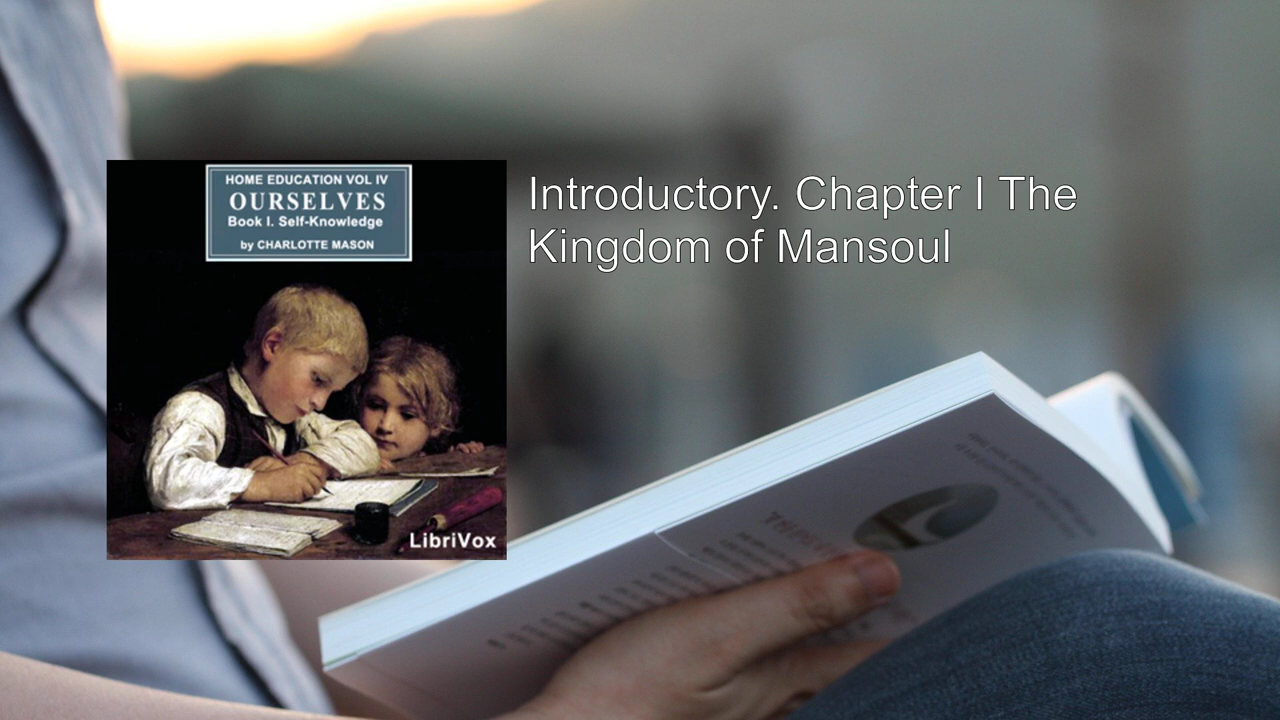 HOME EDUCATION VOL IV
OURSELVES
Book I. Self-Knowledge
by CHARLOTTE MASON
LibriVox
Introductory. Chapter I The
Kingdom of Mansoul